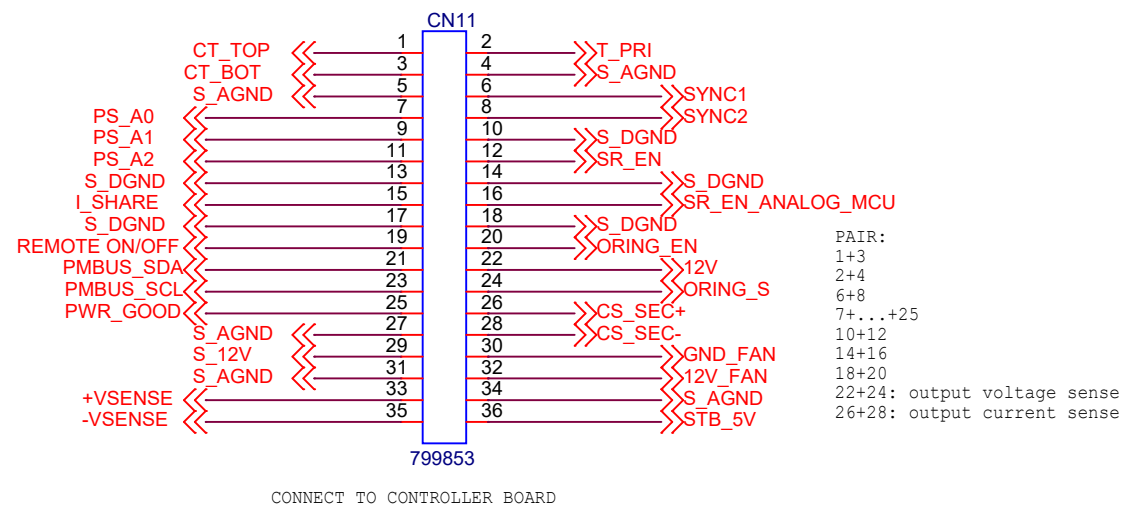 CN11
CT_TOP 1 2 T_PRI
CT_BOT 3 4 S_AGND
S_AGND 5 6 SYNC1
PS_A0 7 8 SYNC2
PS_A1 9 10 S_DGND
PS_A2 11 12 SR_EN
S_DGND 13 14 S_DGND
I_SHARE 15 16 SR_EN_ANALOG_MCU
S_DGND 17 18 S_DGND
REMOTE ON/OFF 19 20 ORING_EN
PMBUS_SDA 21 22 12V
PMBUS_SCL 23 24 ORING_S
PWR_GOOD 25 26 CS_SEC+
S_AGND 27 28 CS_SEC-
S_12V 29 30 GND_FAN
S_AGND 31 32 12V_FAN
+VSENSE 33 34 S_AGND
-VSENSE 35 36 STB_5V
799853
PAIR:
1+3
2+4
6+8
7+...+25
10+12
14+16
18+20
22+24: output voltage sense
26+28: output current sense
CONNECT TO CONTROLLER BOARD